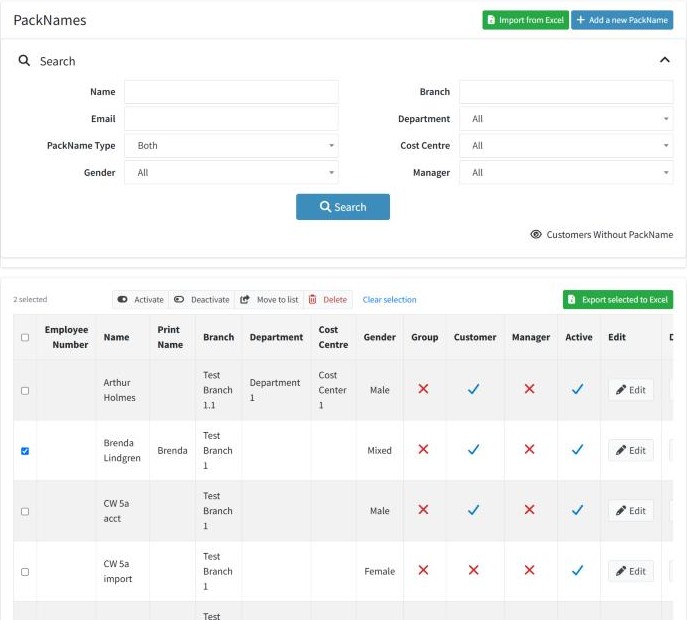 PackNames
Import from Excel
Add a new PackName
Search
Name
Branch
Email
Department All
PackName Type Both
Cost Centre All
Gender All
Manager All
Search
Customers Without PackName
2 selected
Activate
Deactivate
Move to list
Delete
Clear selection
Export selected to Excel
Employee Number
Name
Print Name
Branch
Department
Cost Centre
Gender
Group
Customer
Manager
Active
Edit
Arthur Holmes
Test Branch 1.1
Department 1
Cost Center 1
Male
Edit
Brenda Lindgren
Brenda
Test Branch 1
Mixed
Edit
CW 5a acct
Test Branch 1
Male
Edit
CW 5a import
Test Branch 1
Female
Edit
Test